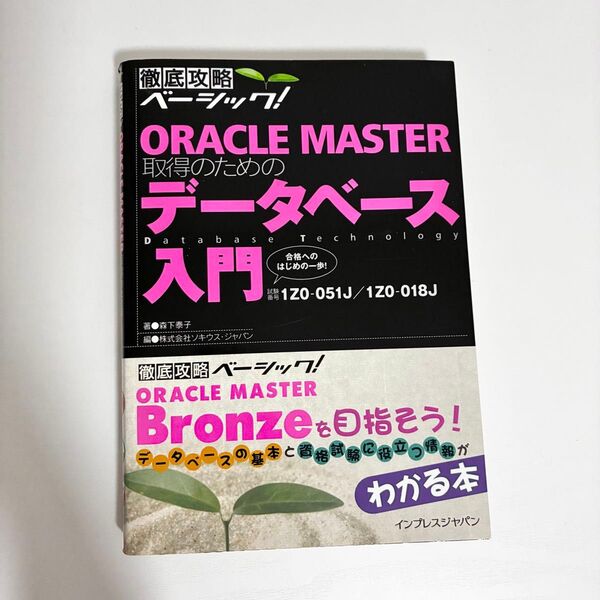 徹底攻略
ベーシック!
ORACLE MASTER
取得のための
データベース
Database Technology
入門
合格への
はじめの一歩!
試験番号 1Z0-051J/1Z0-018J
著●森下泰子
編●株式会社ソキウス・ジャパン
徹底攻略 ベーシック!
ORACLE MASTER
Bronzeを目指そう!
データベースの基本と資格試験に役立つ情報が
わかる本
インプレスジャパン
ORACLE MASTER